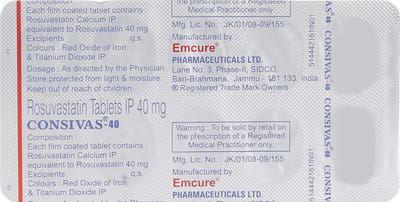 Composition :
Each film coated tablet contains :
Rosuvastatin Calcium IP
equivalent to Rosuvastatin 40 mg
Excipients q.s.
Colours : Red Oxide of Iron
& Titanium Dioxide IP
Dosage : As directed by the Physician
Store protected from light & moisture.
Keep out of reach of children.
the prescription of a Registered
Medical Practitioner only.
Mfg. Lic. No. : JK/01/08-09/155
Emcure®
PHARMACEUTICALS LTD.
Lane No. 3, Phase-II, SIDCO,
Bari-Brahmana, Jammu - 181 133, India
® Registered Trade Mark Owners
Rosuvastatin Tablets IP 40 mg
CONSIVAS®-40
Composition :
Each film coated tablet contains :
Rosuvastatin Calcium IP
equivalent to Rosuvastatin 40 mg
Excipients q.s.
Colours : Red Oxide of Iron
& Titanium Dioxide IP
Warning : To be sold by retail on
the prescription of a Registered
Medical Practitioner only.
Mfg. Lic. No. : JK/01/08-09/155
Emcure®
PHARMACEUTICALS LTD.
CONSIVAS®-40 CONSIVAS®-40